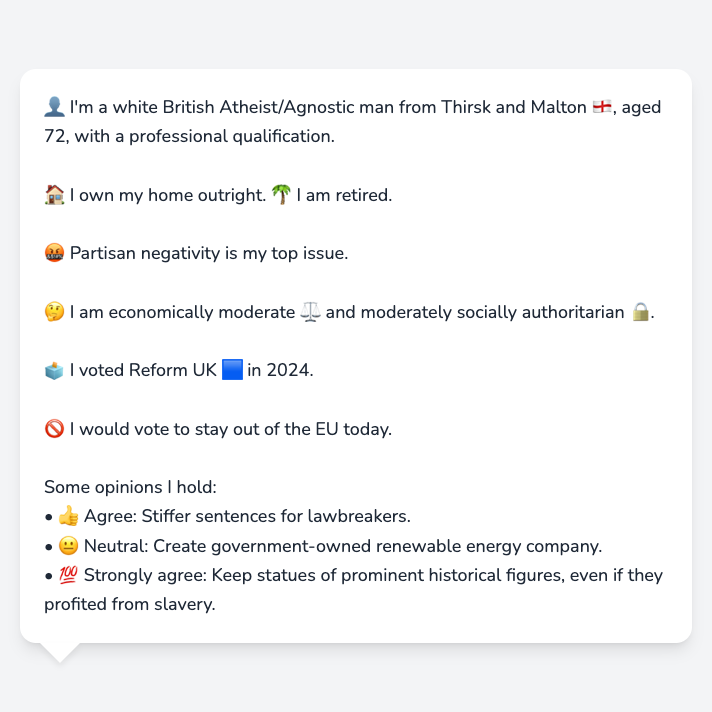 👤 I'm a white British Atheist/Agnostic man from Thirsk and Malton 🏴󠁧󠁢󠁥󠁮󠁧󠁿, aged
72, with a professional qualification.
🏠 I own my home outright. 🌴 I am retired.
🤬 Partisan negativity is my top issue.
🤔 I am economically moderate ⚖️ and moderately socially authoritarian 🔒.
🗳️ I voted Reform UK 🟦 in 2024.
🚫 I would vote to stay out of the EU today.
Some opinions I hold:
• 👍 Agree: Stiffer sentences for lawbreakers.
• 😐 Neutral: Create government-owned renewable energy company.
• 💯 Strongly agree: Keep statues of prominent historical figures, even if they
profited from slavery.